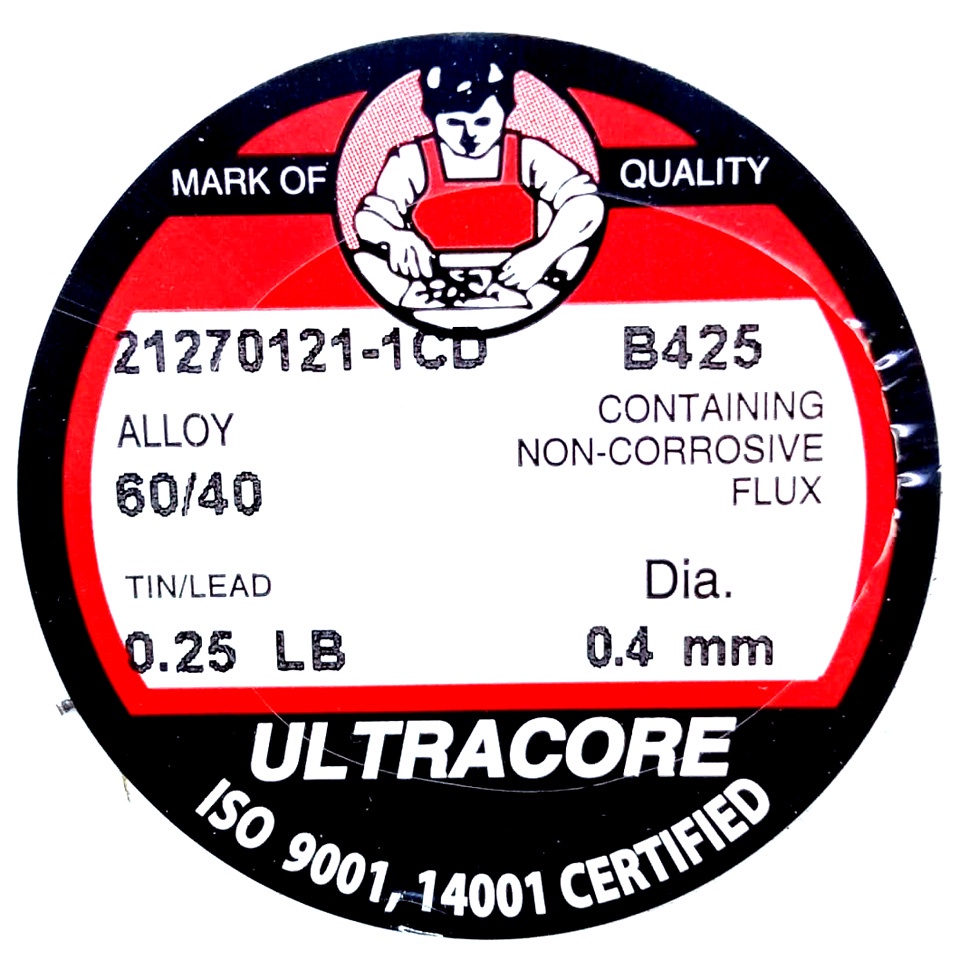 MARK OF QUALITY
21270121-1CD B425
ALLOY
60/40
CONTAINING
NON-CORROSIVE
FLUX
TIN/LEAD
0.25 LB
Dia.
0.4 mm
ULTRACORE
ISO 9001, 14001 CERTIFIED